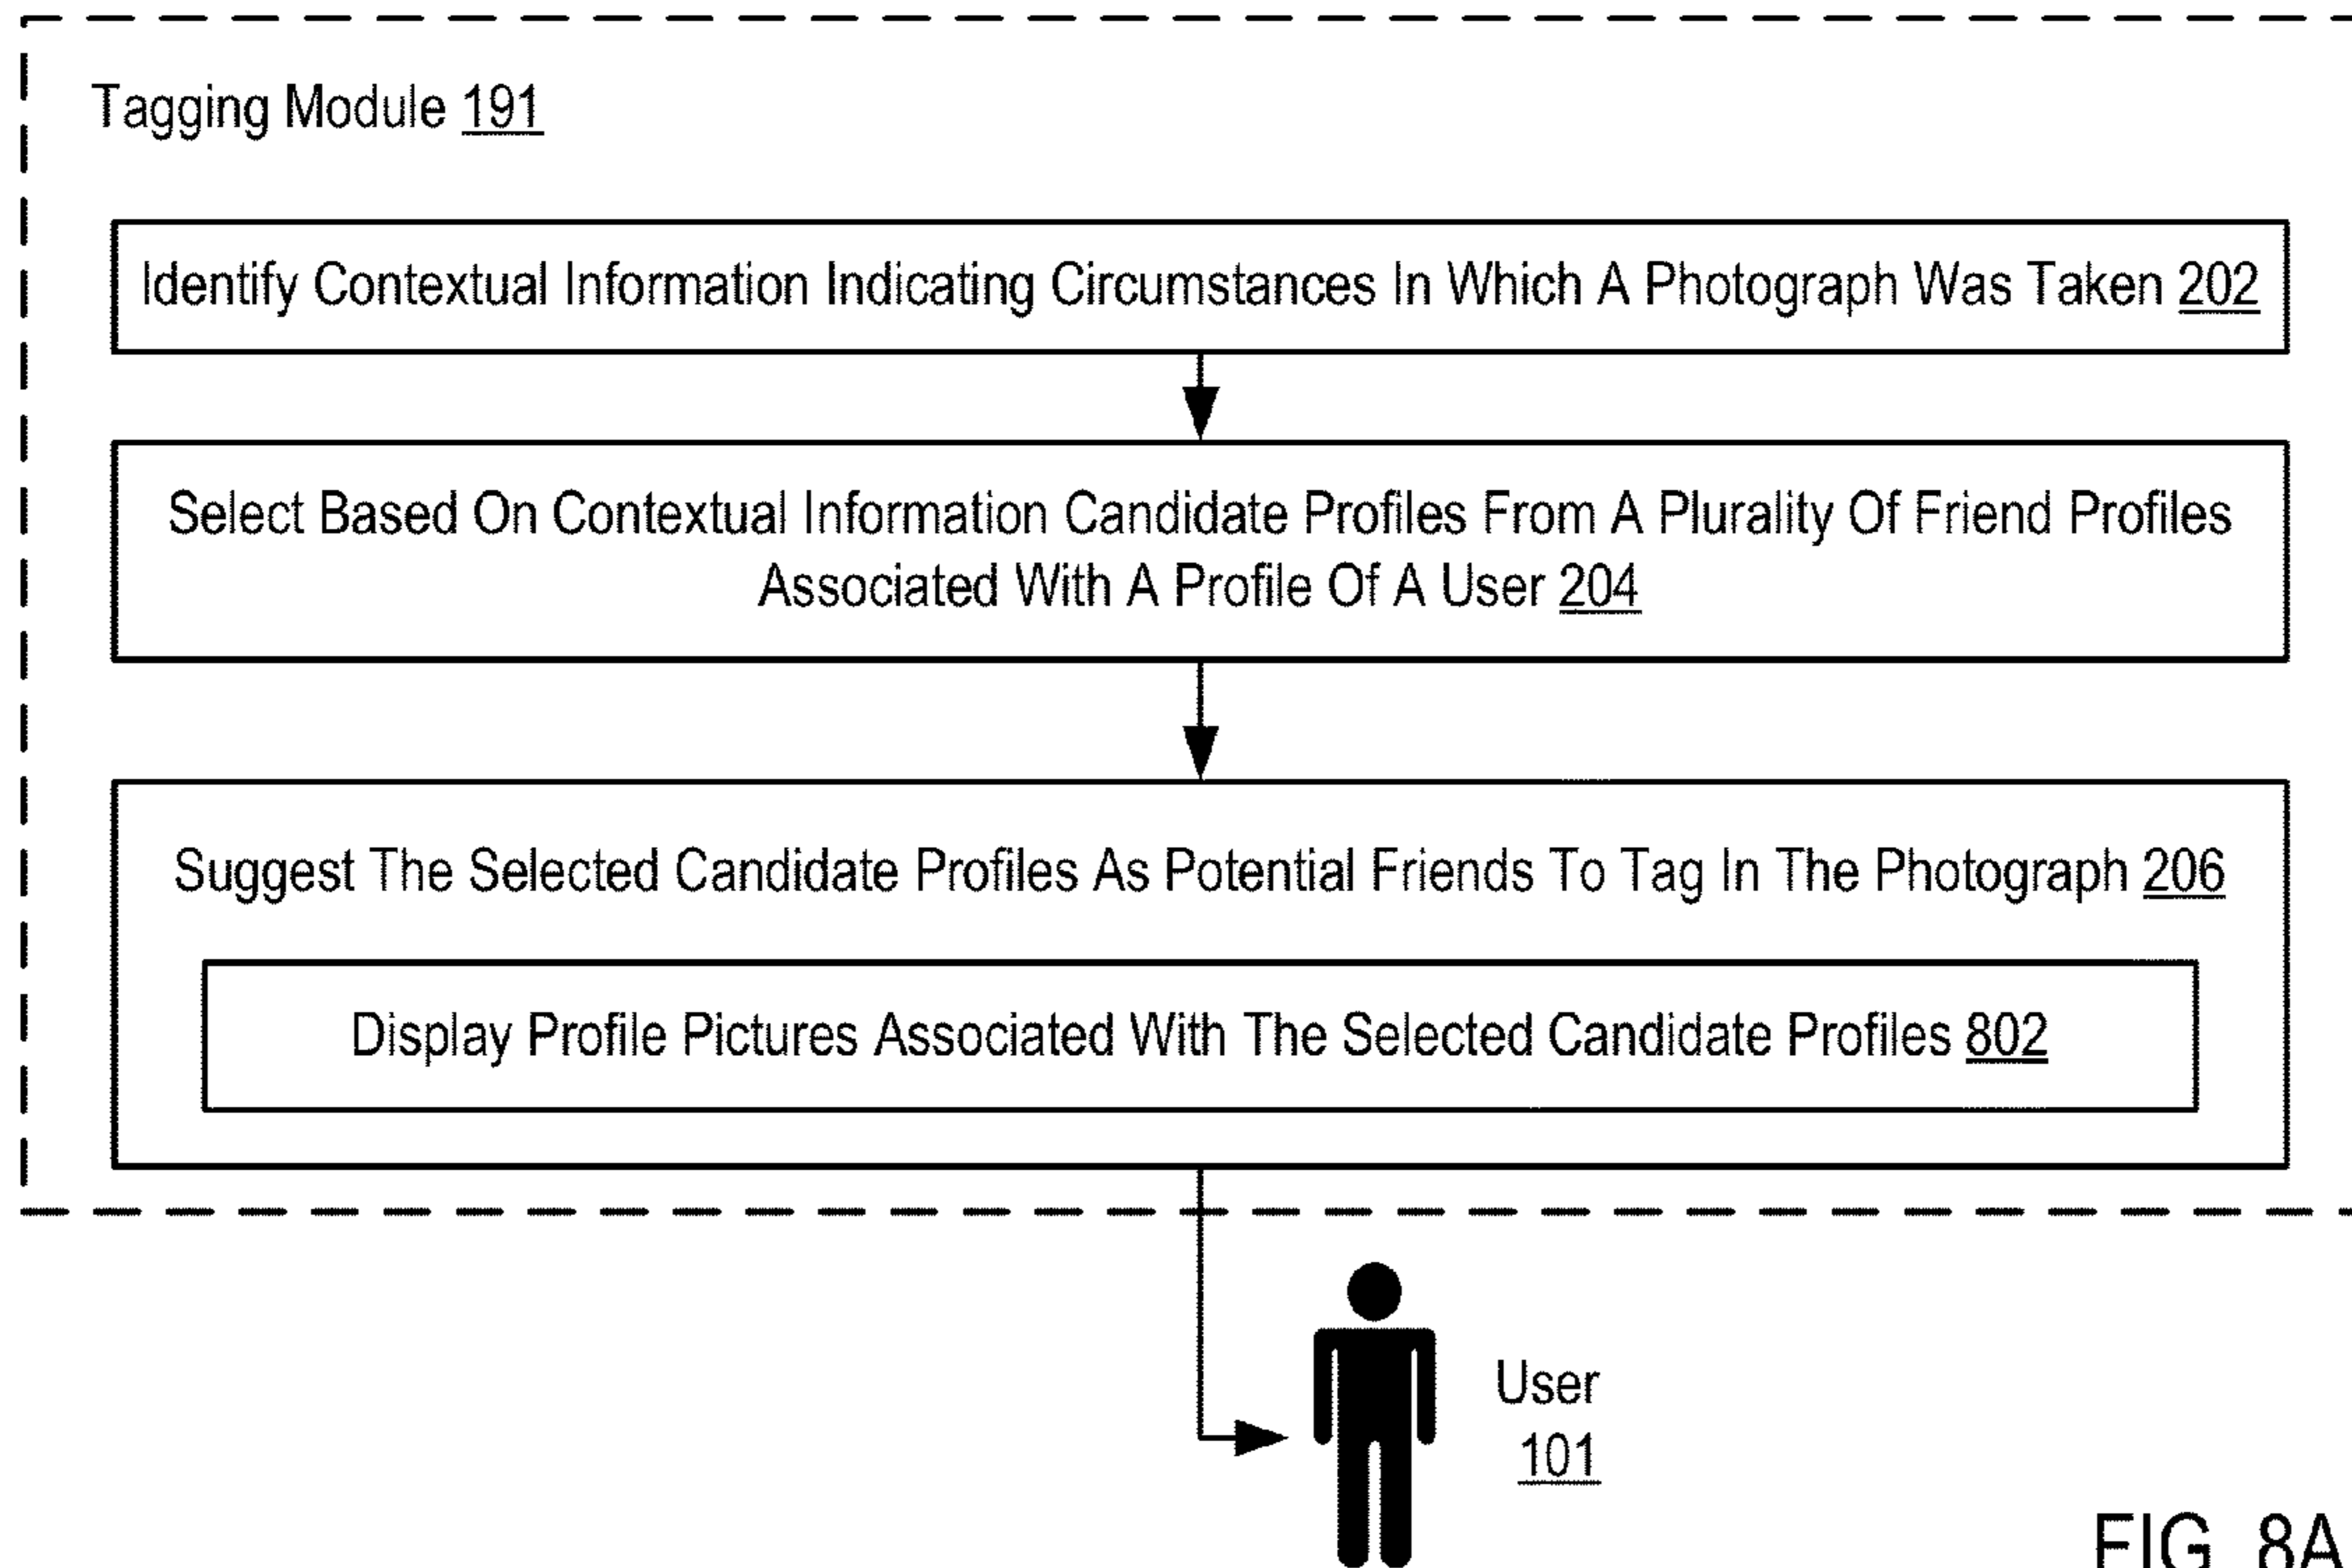 Tagging Module 191
Identify Contextual Information Indicating Circumstances In Which A Photograph Was Taken 202
Select Based On Contextual Information Candidate Profiles From A Plurality Of Friend Profiles
Associated With A Profile Of A User 204
Suggest The Selected Candidate Profiles As Potential Friends To Tag In The Photograph 206
Display Profile Pictures Associated With The Selected Candidate Profiles 802
User
101
FIG. 8A